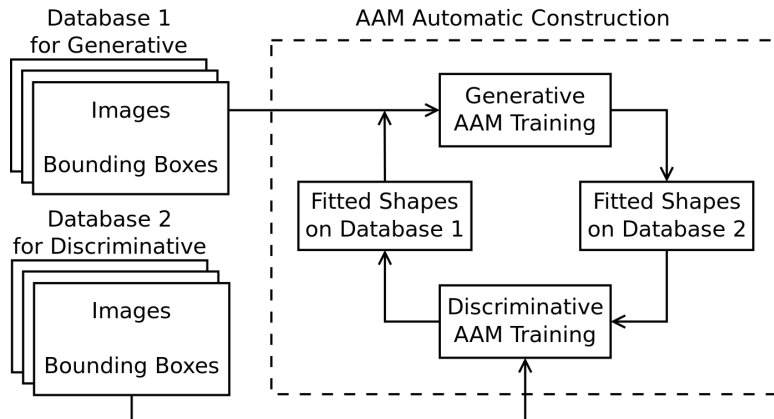 Database 1
for Generative
Images
Bounding Boxes
Database 2
for Discriminative
Images
Bounding Boxes
AAM Automatic Construction
Generative
AAM Training
Fitted Shapes
on Database 1
Fitted Shapes
on Database 2
Discriminative
AAM Training